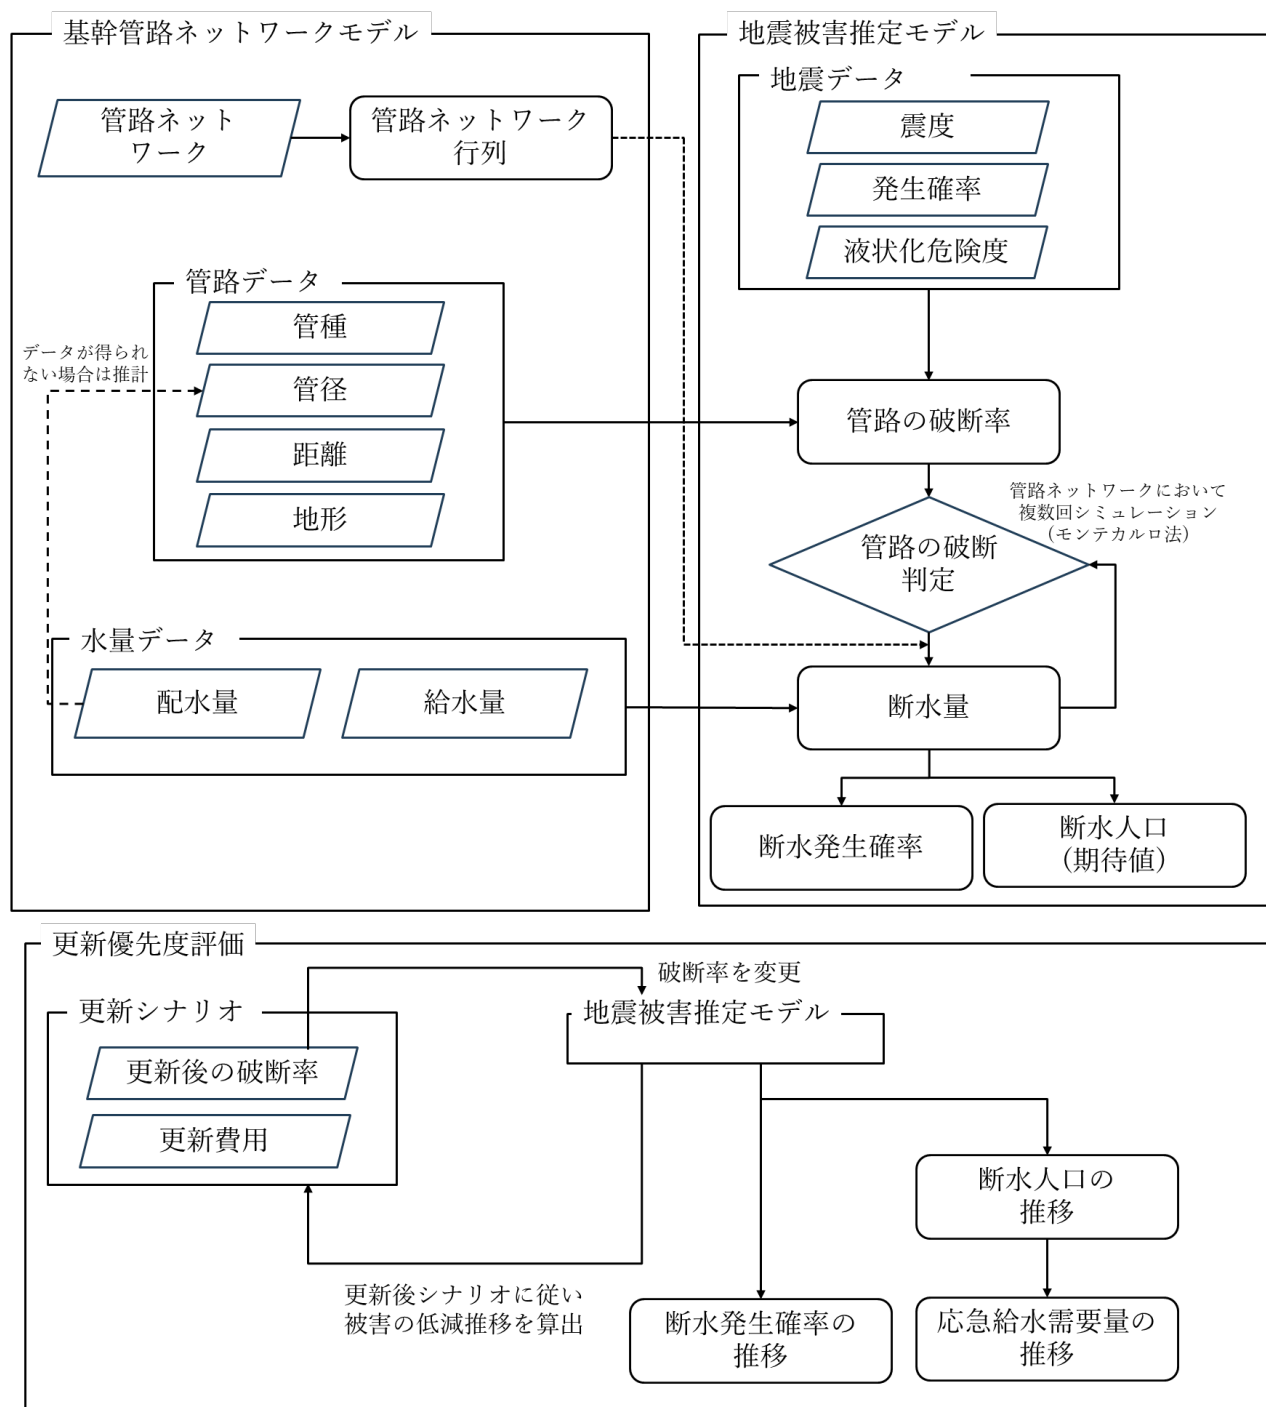 基幹管路ネットワークモデル
管路ネット
ワーク
管路ネットワーク
行列
管路データ
管種
管径
距離
地形
データが得られ
ない場合は推計
水量データ
配水量
給水量
地震被害推定モデル
地震データ
震度
発生確率
液状化危険度
管路の破断率
管路ネットワークにおいて
複数回シミュレーション
(モンテカルロ法)
管路の破断
判定
断水量
断水発生確率
断水人口
(期待値)
更新優先度評価
更新シナリオ
更新後の破断率
更新費用
破断率を変更
地震被害推定モデル
更新後シナリオに従い
被害の低減推移を算出
断水発生確率の
推移
断水人口の
推移
応急給水需要量の
推移